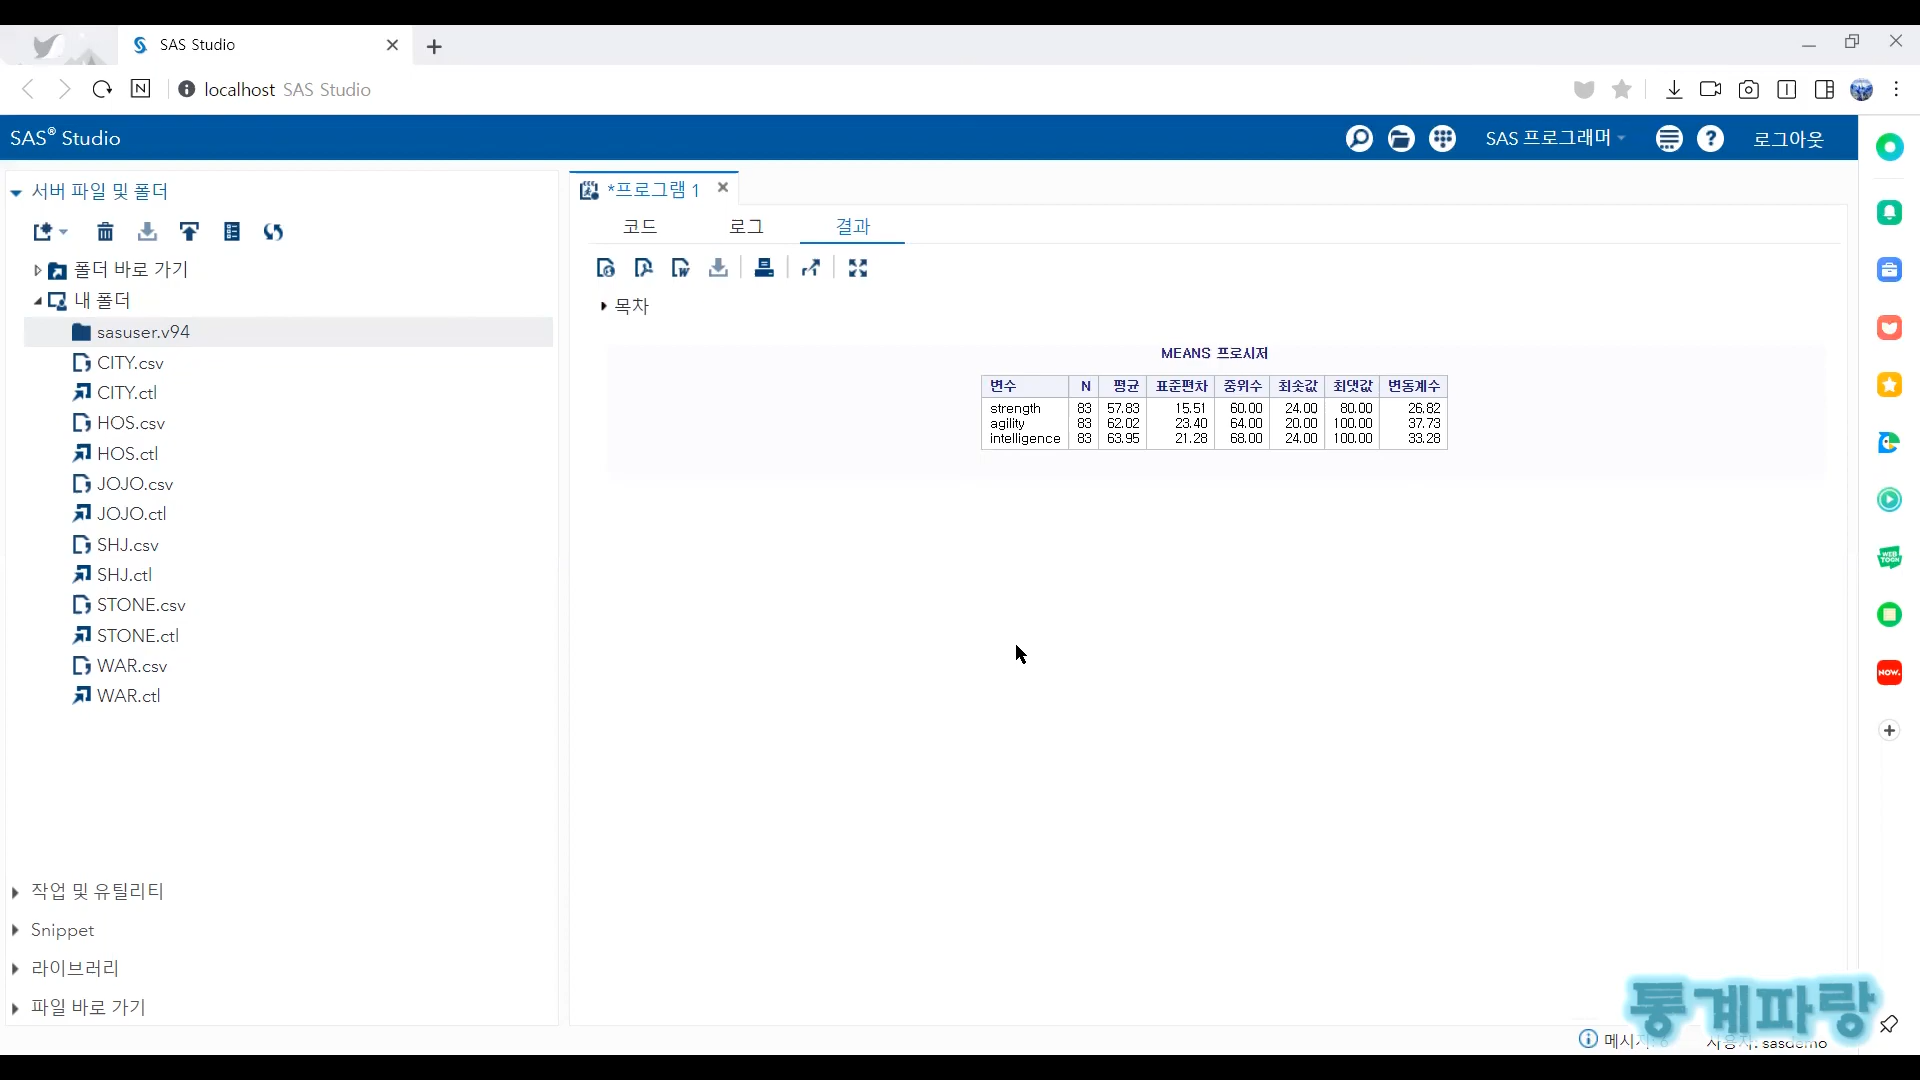 SAS Studio
localhost SAS Studio
SAS® Studio
SAS 프로그래머
로그아웃
서버 파일 및 폴더
폴더 바로 가기
내 폴더
sasuser.v94
CITY.csv
CITY.ctl
HOS.csv
HOS.ctl
JOJO.csv
JOJO.ctl
SHJ.csv
SHJ.ctl
STONE.csv
STONE.ctl
WAR.csv
WAR.ctl
작업 및 유틸리티
Snippet
라이브러리
파일 바로 가기
*프로그램 1
코드 로그 결과
목차
MEANS 프로시저
변수 N 평균 표준편차 중위수 최솟값 최댓값 변동계수
strength 83 57.83 15.51 60.00 24.00 80.00 26.82
agility 83 62.02 23.40 64.00 20.00 100.00 37.73
intelligence 83 63.95 21.28 68.00 24.00 100.00 33.28
WEB
TOON
NOW.
통계파랑
사용자: sasdemo